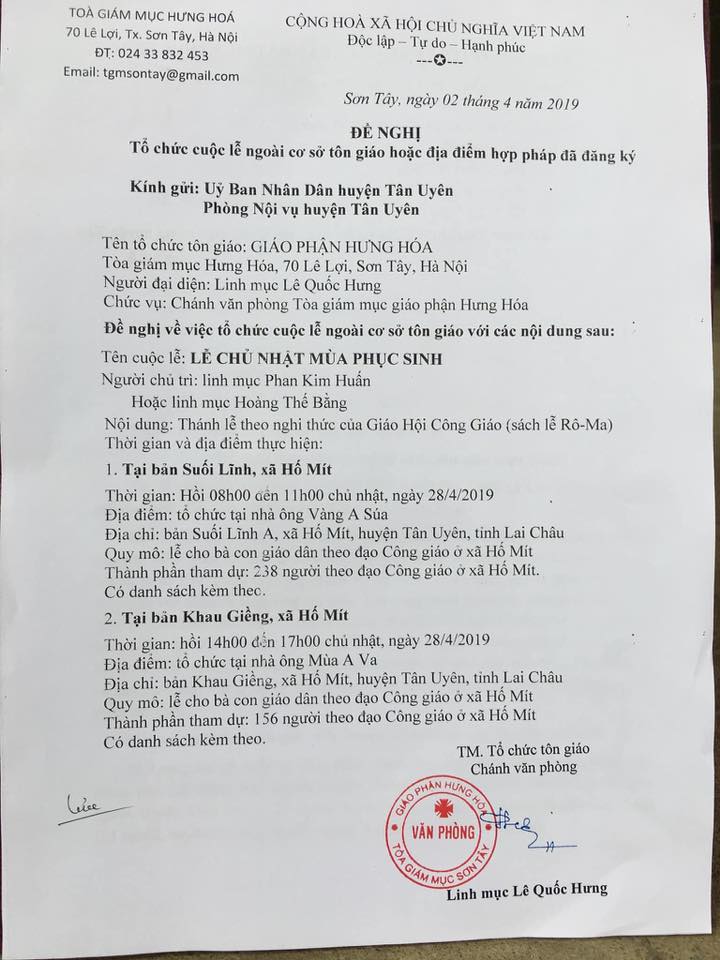 TOÀ GIÁM MỤC HƯNG HOÁ
70 Lê Lợi, Tx. Sơn Tây, Hà Nội
ĐT: 024 33 832 453
Email: tgmsontay@gmail.com
CỘNG HOÀ XÃ HỘI CHỦ NGHĨA VIỆT NAM
Độc lập – Tự do – Hạnh phúc
---✪---
Sơn Tây, ngày 02 tháng 4 năm 2019
ĐỀ NGHỊ
Tổ chức cuộc lễ ngoài cơ sở tôn giáo hoặc địa điểm hợp pháp đã đăng ký
Kính gửi: Uỷ Ban Nhân Dân huyện Tân Uyên
Phòng Nội vụ huyện Tân Uyên
Tên tổ chức tôn giáo: GIÁO PHẬN HƯNG HÓA
Tòa giám mục Hưng Hóa, 70 Lê Lợi, Sơn Tây, Hà Nội
Người đại diện: Linh mục Lê Quốc Hưng
Chức vụ: Chánh văn phòng Tòa giám mục giáo phận Hưng Hóa
Đề nghị về việc tổ chức cuộc lễ ngoài cơ sở tôn giáo với các nội dung sau:
Tên cuộc lễ: LỄ CHỦ NHẬT MÙA PHỤC SINH
Người chủ trì: linh mục Phan Kim Huấn
Hoặc linh mục Hoàng Thế Bằng
Nội dung: Thánh lễ theo nghi thức của Giáo Hội Công Giáo (sách lễ Rô-Ma)
Thời gian và địa điểm thực hiện:
1. Tại bản Suối Lĩnh, xã Hố Mít
Thời gian: Hồi 08h00 đến 11h00 chủ nhật, ngày 28/4/2019
Địa điểm: tổ chức tại nhà ông Vàng A Sủa
Địa chỉ: bản Suối Lĩnh A, xã Hố Mít, huyện Tân Uyên, tỉnh Lai Châu
Quy mô: lễ cho bà con giáo dân theo đạo Công giáo ở xã Hố Mít
Thành phần tham dự: 238 người theo đạo Công giáo ở xã Hố Mít.
Có danh sách kèm theo.
2. Tại bản Khau Giềng, xã Hố Mít
Thời gian: hồi 14h00 đến 17h00 chủ nhật, ngày 28/4/2019
Địa điểm: tổ chức tại nhà ông Mùa A Va
Địa chỉ: bản Khau Giềng, xã Hố Mít, huyện Tân Uyên, tỉnh Lai Châu
Quy mô: lễ cho bà con giáo dân theo đạo Công giáo ở xã Hố Mít
Thành phần tham dự: 156 người theo đạo Công giáo ở xã Hố Mít
Có danh sách kèm theo.
TM. Tổ chức tôn giáo
Chánh văn phòng
GIÁO PHẬN HƯNG HÓA
VĂN PHÒNG
TÒA GIÁM MỤC SƠN TÂY
Linh mục Lê Quốc Hưng